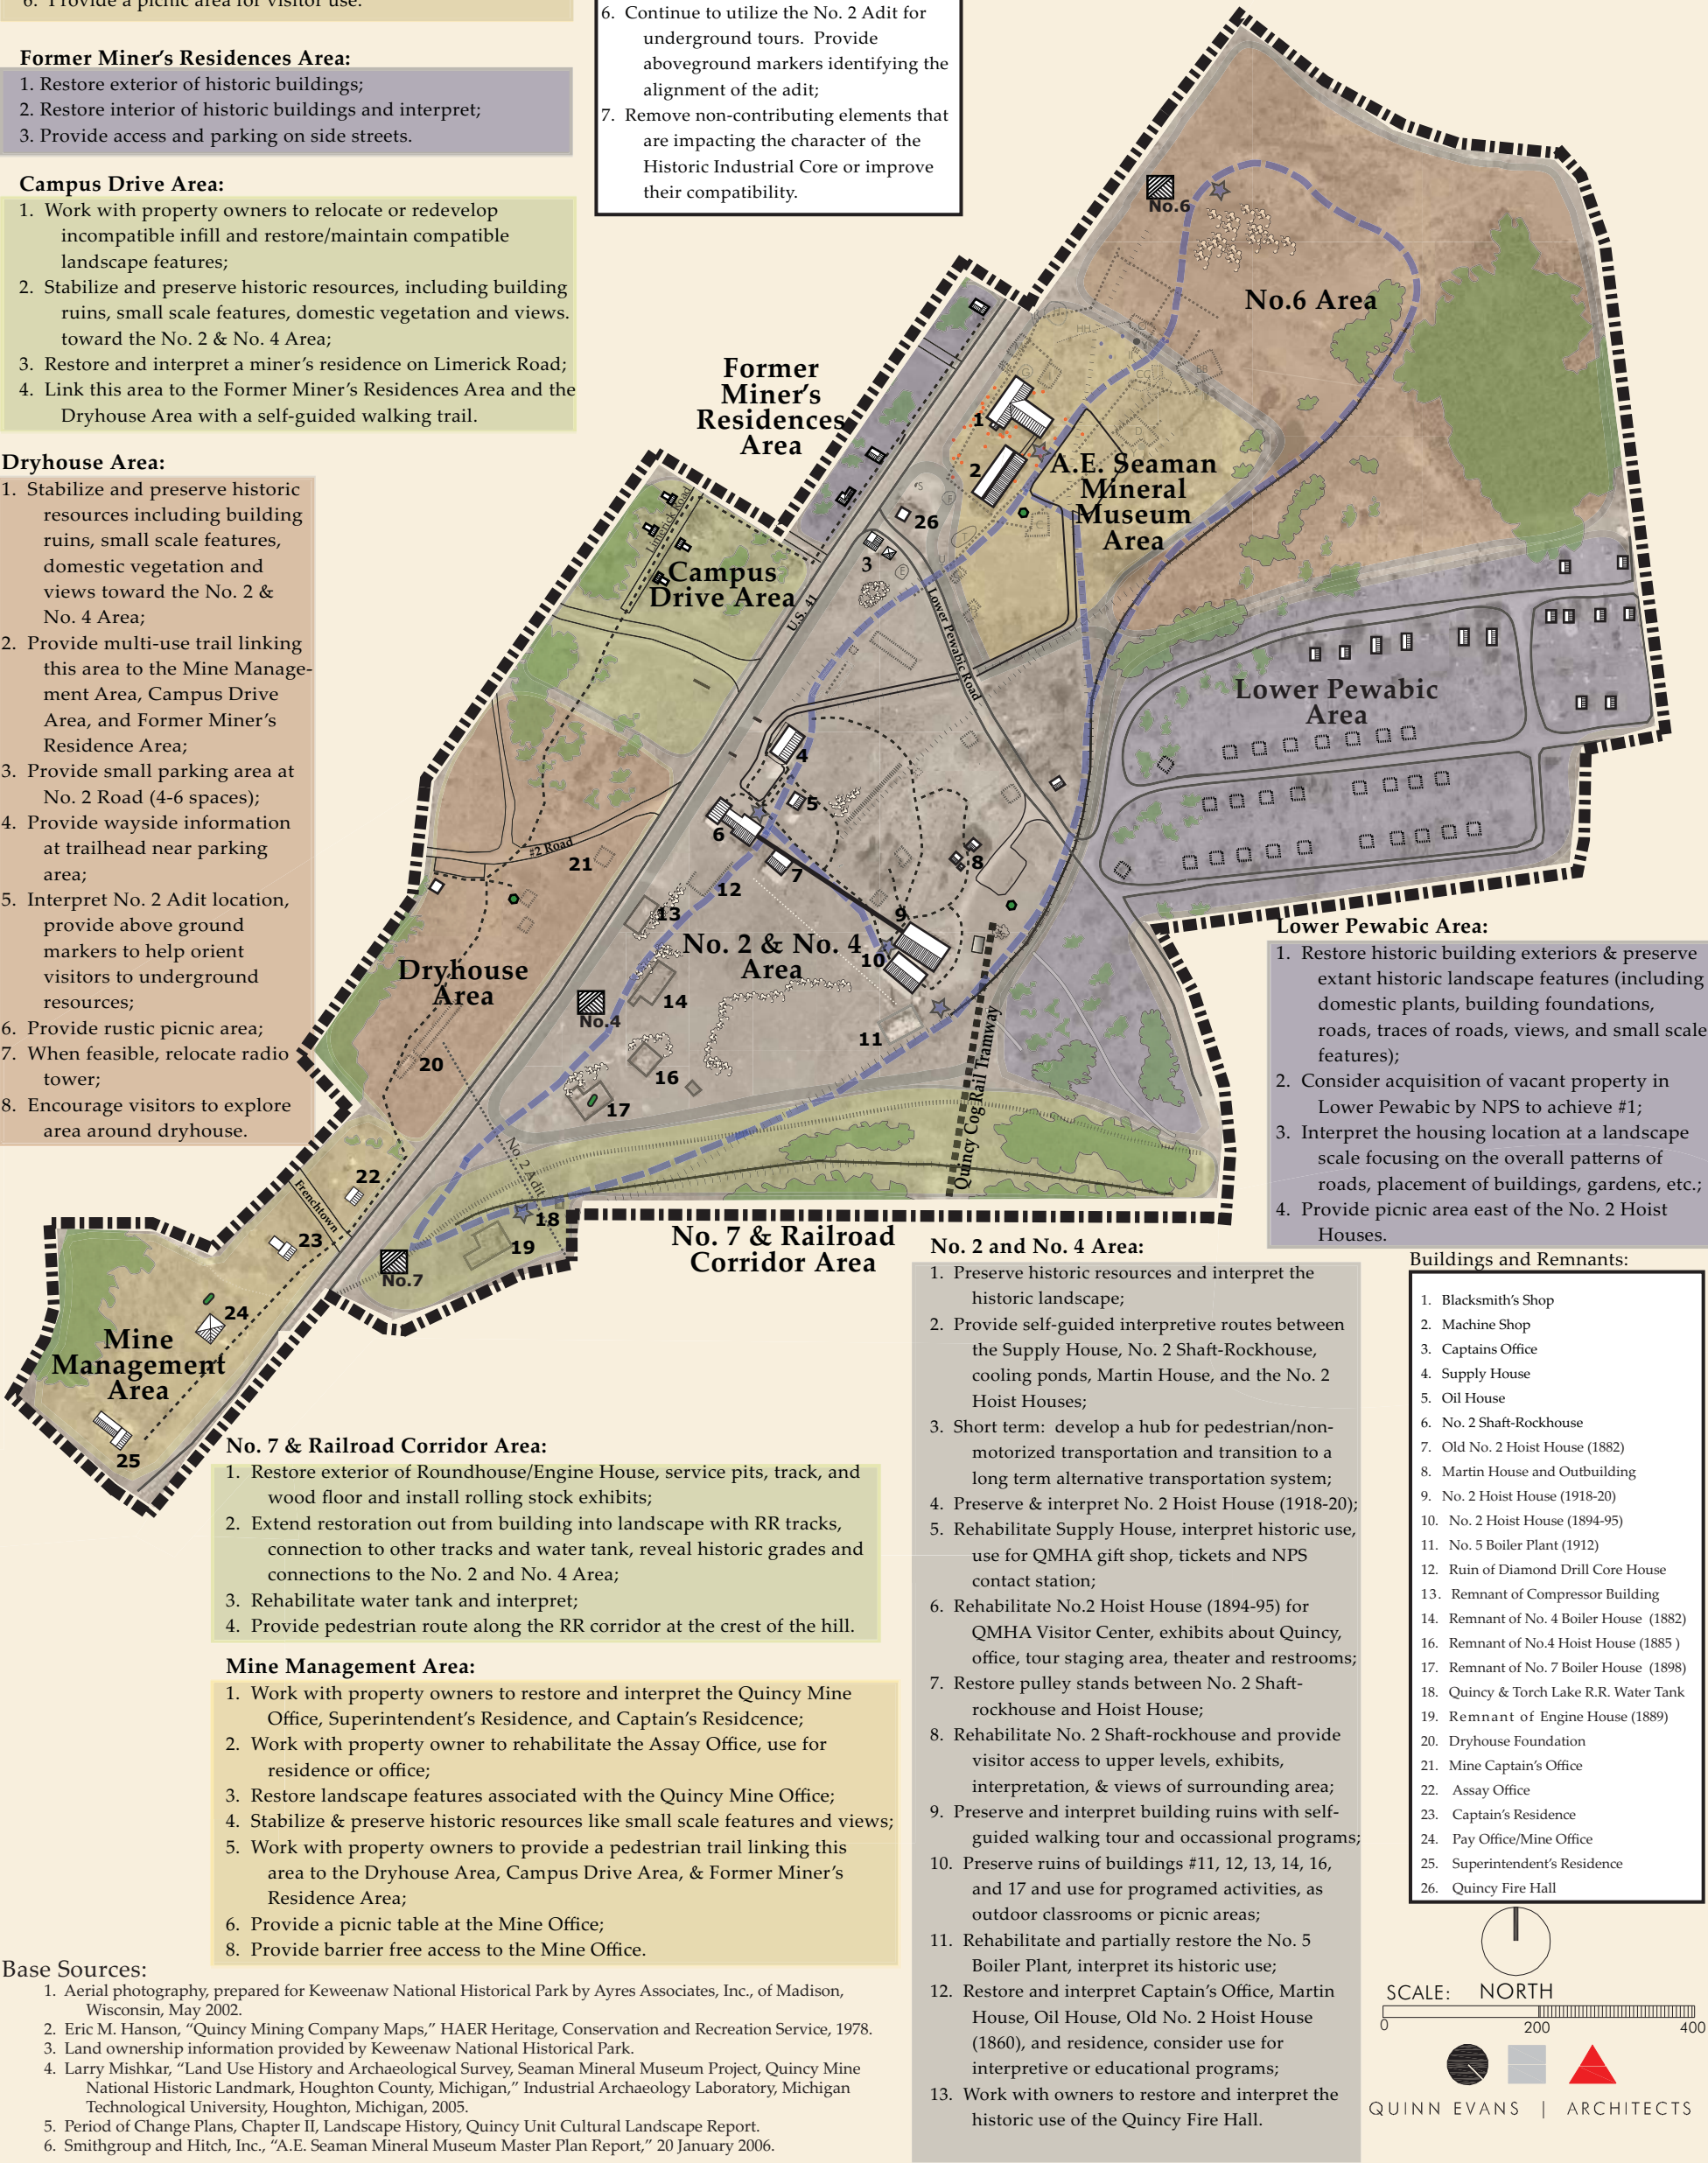 6. Provide a picnic area for visitor use.
Former Miner's Residences Area:
1. Restore exterior of historic buildings;
2. Restore interior of historic buildings and interpret;
3. Provide access and parking on side streets.
Campus Drive Area:
1. Work with property owners to relocate or redevelop
incompatible infill and restore/maintain compatible
landscape features;
2. Stabilize and preserve historic resources, including building
ruins, small scale features, domestic vegetation and views.
toward the No. 2 & No. 4 Area;
3. Restore and interpret a miner's residence on Limerick Road;
4. Link this area to the Former Miner's Residences Area and the
Dryhouse Area with a self-guided walking trail.
Dryhouse Area:
1. Stabilize and preserve historic
resources including building
ruins, small scale features,
domestic vegetation and
views toward the No. 2 &
No. 4 Area;
2. Provide multi-use trail linking
this area to the Mine Manage-
ment Area, Campus Drive
Area, and Former Miner's
Residence Area;
3. Provide small parking area at
No. 2 Road (4-6 spaces);
4. Provide wayside information
at trailhead near parking
area;
5. Interpret No. 2 Adit location,
provide above ground
markers to help orient
visitors to underground
resources;
6. Provide rustic picnic area;
7. When feasible, relocate radio
tower;
8. Encourage visitors to explore
area around dryhouse.
6. Continue to utilize the No. 2 Adit for
underground tours. Provide
aboveground markers identifying the
alignment of the adit;
7. Remove non-contributing elements that
are impacting the character of the
Historic Industrial Core or improve
their compatibility.
No.6
No.6 Area
Former
Miner's
Residences
Area
1
2
A.E. Seaman
Mineral
Museum
Area
26
3
Limerick Road
Campus
Drive Area
U.S. 41
Lower Pewabic Road
Lower Pewabic
Area
4
5
6
7
8
#2 Road
21
12
13
9
No. 2 & No. 4
Area
10
Dryhouse
Area
14
No.4
11
20
16
17
Quincy Cog Rail Tramway
No. 2 Adit
22
Frenchtown
18
23
19
No.7
No. 7 & Railroad
Corridor Area
24
Mine
Management
Area
25
Lower Pewabic Area:
1. Restore historic building exteriors & preserve
extant historic landscape features (including
domestic plants, building foundations,
roads, traces of roads, views, and small scale
features);
2. Consider acquisition of vacant property in
Lower Pewabic by NPS to achieve #1;
3. Interpret the housing location at a landscape
scale focusing on the overall patterns of
roads, placement of buildings, gardens, etc.;
4. Provide picnic area east of the No. 2 Hoist
Houses.
No. 7 & Railroad Corridor Area:
1. Restore exterior of Roundhouse/Engine House, service pits, track, and
wood floor and install rolling stock exhibits;
2. Extend restoration out from building into landscape with RR tracks,
connection to other tracks and water tank, reveal historic grades and
connections to the No. 2 and No. 4 Area;
3. Rehabilitate water tank and interpret;
4. Provide pedestrian route along the RR corridor at the crest of the hill.
Mine Management Area:
1. Work with property owners to restore and interpret the Quincy Mine
Office, Superintendent's Residence, and Captain's Residcence;
2. Work with property owner to rehabilitate the Assay Office, use for
residence or office;
3. Restore landscape features associated with the Quincy Mine Office;
4. Stabilize & preserve historic resources like small scale features and views;
5. Work with property owners to provide a pedestrian trail linking this
area to the Dryhouse Area, Campus Drive Area, & Former Miner's
Residence Area;
6. Provide a picnic table at the Mine Office;
8. Provide barrier free access to the Mine Office.
No. 2 and No. 4 Area:
1. Preserve historic resources and interpret the
historic landscape;
2. Provide self-guided interpretive routes between
the Supply House, No. 2 Shaft-Rockhouse,
cooling ponds, Martin House, and the No. 2
Hoist Houses;
3. Short term: develop a hub for pedestrian/non-
motorized transportation and transition to a
long term alternative transportation system;
4. Preserve & interpret No. 2 Hoist House (1918-20);
5. Rehabilitate Supply House, interpret historic use,
use for QMHA gift shop, tickets and NPS
contact station;
6. Rehabilitate No.2 Hoist House (1894-95) for
QMHA Visitor Center, exhibits about Quincy,
office, tour staging area, theater and restrooms;
7. Restore pulley stands between No. 2 Shaft-
rockhouse and Hoist House;
8. Rehabilitate No. 2 Shaft-rockhouse and provide
visitor access to upper levels, exhibits,
interpretation, & views of surrounding area;
9. Preserve and interpret building ruins with self-
guided walking tour and occassional programs;
10. Preserve ruins of buildings #11, 12, 13, 14, 16,
and 17 and use for programed activities, as
outdoor classrooms or picnic areas;
11. Rehabilitate and partially restore the No. 5
Boiler Plant, interpret its historic use;
12. Restore and interpret Captain's Office, Martin
House, Oil House, Old No. 2 Hoist House
(1860), and residence, consider use for
interpretive or educational programs;
13. Work with owners to restore and interpret the
historic use of the Quincy Fire Hall.
Buildings and Remnants:
1. Blacksmith's Shop
2. Machine Shop
3. Captains Office
4. Supply House
5. Oil House
6. No. 2 Shaft-Rockhouse
7. Old No. 2 Hoist House (1882)
8. Martin House and Outbuilding
9. No. 2 Hoist House (1918-20)
10. No. 2 Hoist House (1894-95)
11. No. 5 Boiler Plant (1912)
12. Ruin of Diamond Drill Core House
13. Remnant of Compressor Building
14. Remnant of No. 4 Boiler House (1882)
16. Remnant of No.4 Hoist House (1885 )
17. Remnant of No. 7 Boiler House (1898)
18. Quincy & Torch Lake R.R. Water Tank
19. Remnant of Engine House (1889)
20. Dryhouse Foundation
21. Mine Captain's Office
22. Assay Office
23. Captain's Residence
24. Pay Office/Mine Office
25. Superintendent's Residence
26. Quincy Fire Hall
SCALE: NORTH
0 200 400
QUINN EVANS | ARCHITECTS
Base Sources:
1. Aerial photography, prepared for Keweenaw National Historical Park by Ayres Associates, Inc., of Madison,
Wisconsin, May 2002.
2. Eric M. Hanson, “Quincy Mining Company Maps,” HAER Heritage, Conservation and Recreation Service, 1978.
3. Land ownership information provided by Keweenaw National Historical Park.
4. Larry Mishkar, “Land Use History and Archaeological Survey, Seaman Mineral Museum Project, Quincy Mine
National Historic Landmark, Houghton County, Michigan,” Industrial Archaeology Laboratory, Michigan
Technological University, Houghton, Michigan, 2005.
5. Period of Change Plans, Chapter II, Landscape History, Quincy Unit Cultural Landscape Report.
6. Smithgroup and Hitch, Inc., “A.E. Seaman Mineral Museum Master Plan Report,” 20 January 2006.